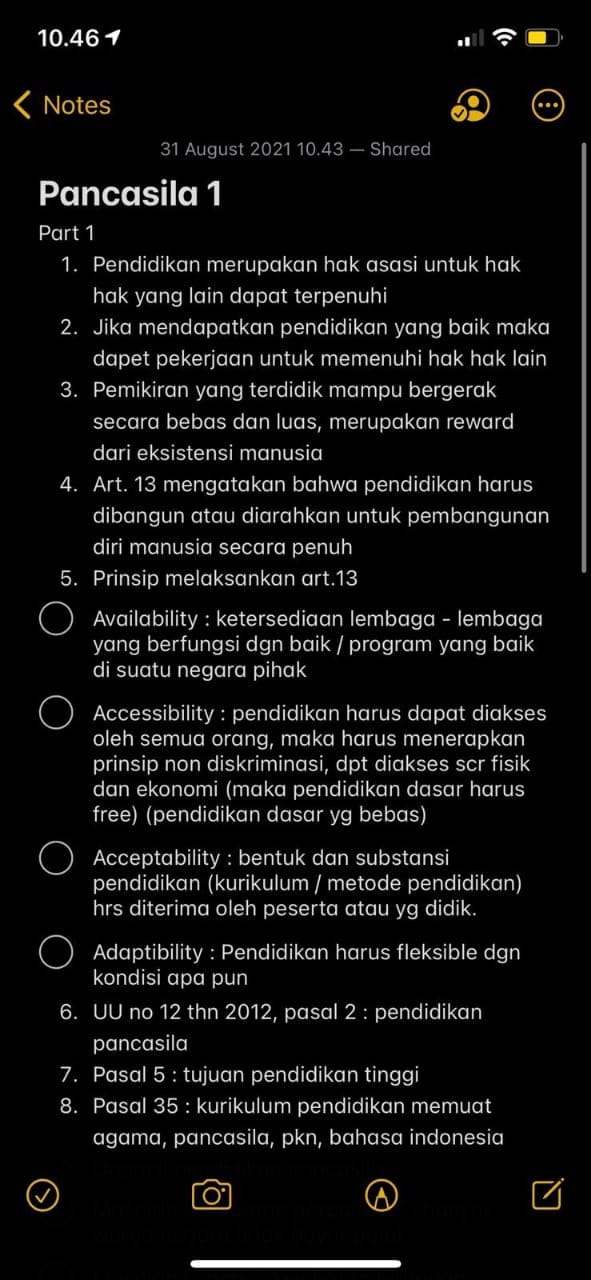 10.46
Notes
31 August 2021 10.43 — Shared
Pancasila 1
Part 1
1. Pendidikan merupakan hak asasi untuk hak
hak yang lain dapat terpenuhi
2. Jika mendapatkan pendidikan yang baik maka
dapet pekerjaan untuk memenuhi hak hak lain
3. Pemikiran yang terdidik mampu bergerak
secara bebas dan luas, merupakan reward
dari eksistensi manusia
4. Art. 13 mengatakan bahwa pendidikan harus
dibangun atau diarahkan untuk pembangunan
diri manusia secara penuh
5. Prinsip melaksankan art.13
Availability : ketersediaan lembaga - lembaga
yang berfungsi dgn baik / program yang baik
di suatu negara pihak
Accessibility : pendidikan harus dapat diakses
oleh semua orang, maka harus menerapkan
prinsip non diskriminasi, dpt diakses scr fisik
dan ekonomi (maka pendidikan dasar harus
free) (pendidikan dasar yg bebas)
Acceptability : bentuk dan substansi
pendidikan (kurikulum / metode pendidikan)
hrs diterima oleh peserta atau yg didik.
Adaptibility : Pendidikan harus fleksible dgn
kondisi apa pun
6. UU no 12 thn 2012, pasal 2 : pendidikan
pancasila
7. Pasal 5 : tujuan pendidikan tinggi
8. Pasal 35 : kurikulum pendidikan memuat
agama, pancasila, pkn, bahasa indonesia